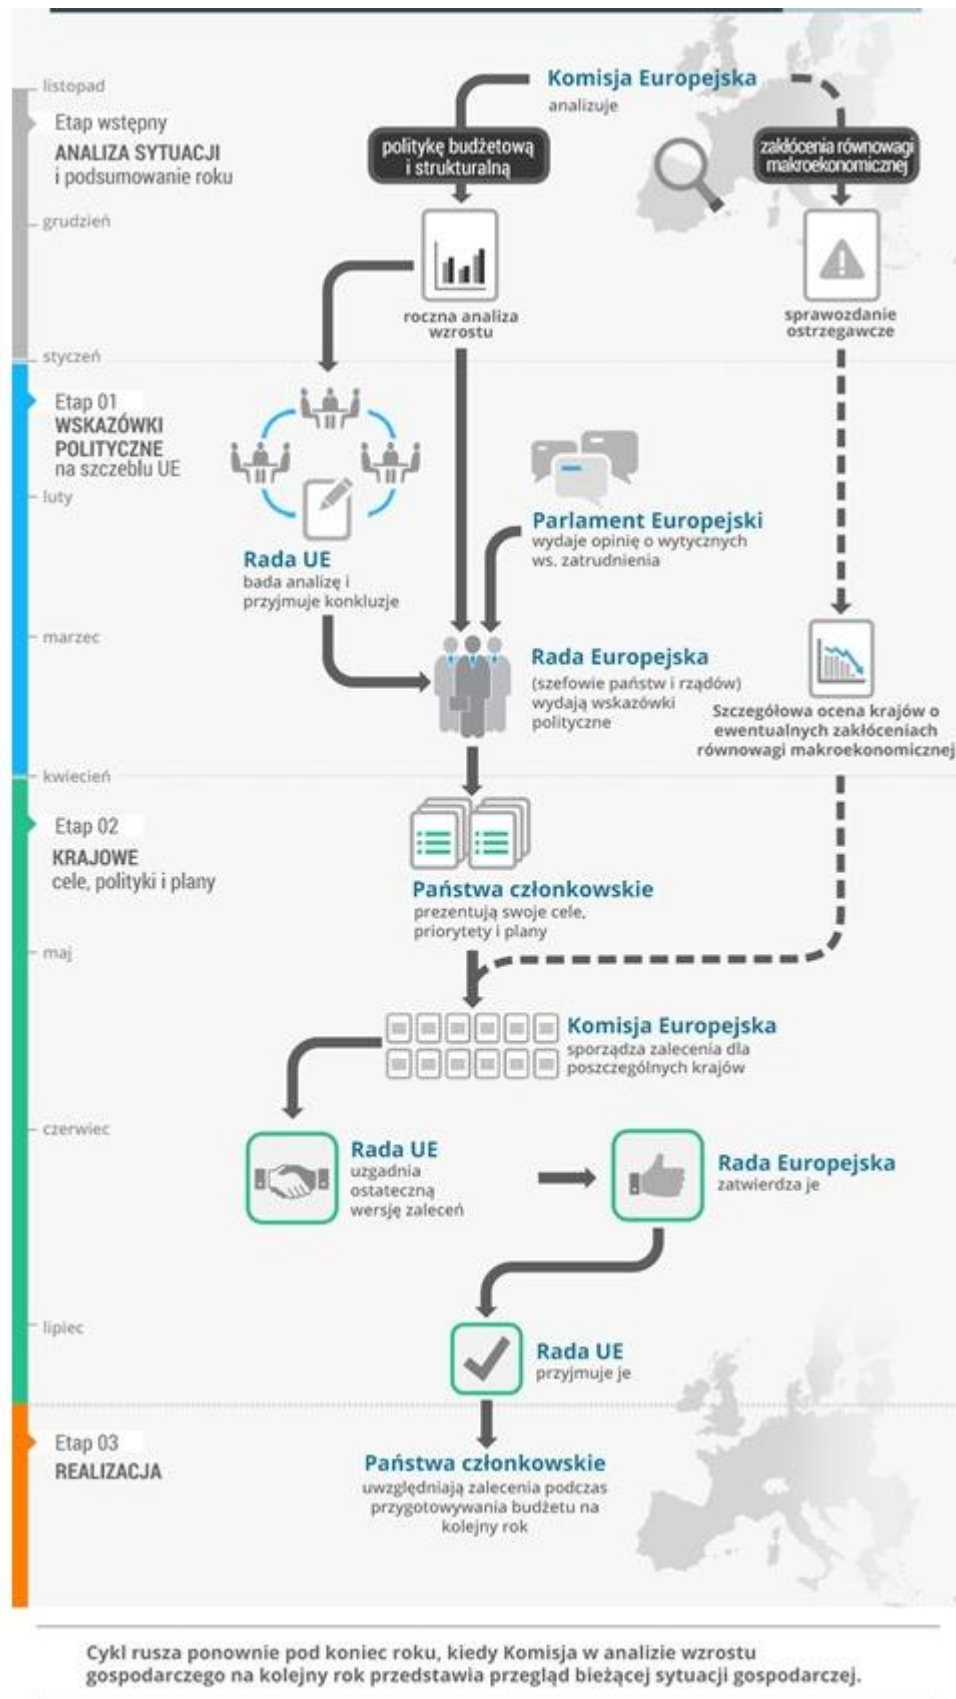 listopad
Komisja Europejska
analizuje
Etap wstępny
ANALIZA SYTUACJI
i podsumowanie roku
politykę budżetową
i strukturalną
zakłócenia równowagi
makroekonomicznej
grudzień
roczna analiza
wzrostu
sprawozdanie
ostrzegawcze
styczeń
Etap 01
WSKAZÓWKI
POLITYCZNE
na szczeblu UE
luty
Parlament Europejski
wydaje opinię o wytycznych
ws. zatrudnienia
Rada UE
bada analizę i
przyjmuje konkluzje
marzec
Rada Europejska
(szefowie państw i rządów)
wydają wskazówki
polityczne
Szczegółowa ocena krajów o
ewentualnych zakłóceniach
równowagi makroekonomicznej
kwiecień
Etap 02
KRAJOWE
cele, polityki i plany
Państwa członkowskie
prezentują swoje cele,
priorytety i plany
maj
Komisja Europejska
sporządza zalecenia dla
poszczególnych krajów
czerwiec
Rada UE
uzgadnia
ostateczną
wersję zaleceń
Rada Europejska
zatwierdza je
lipiec
Rada UE
przyjmuje je
Etap 03
REALIZACJA
Państwa członkowskie
uwzględniają zalecenia podczas
przygotowywania budżetu na
kolejny rok
Cykl rusza ponownie pod koniec roku, kiedy Komisja w analizie wzrostu
gospodarczego na kolejny rok przedstawia przegląd bieżącej sytuacji gospodarczej.